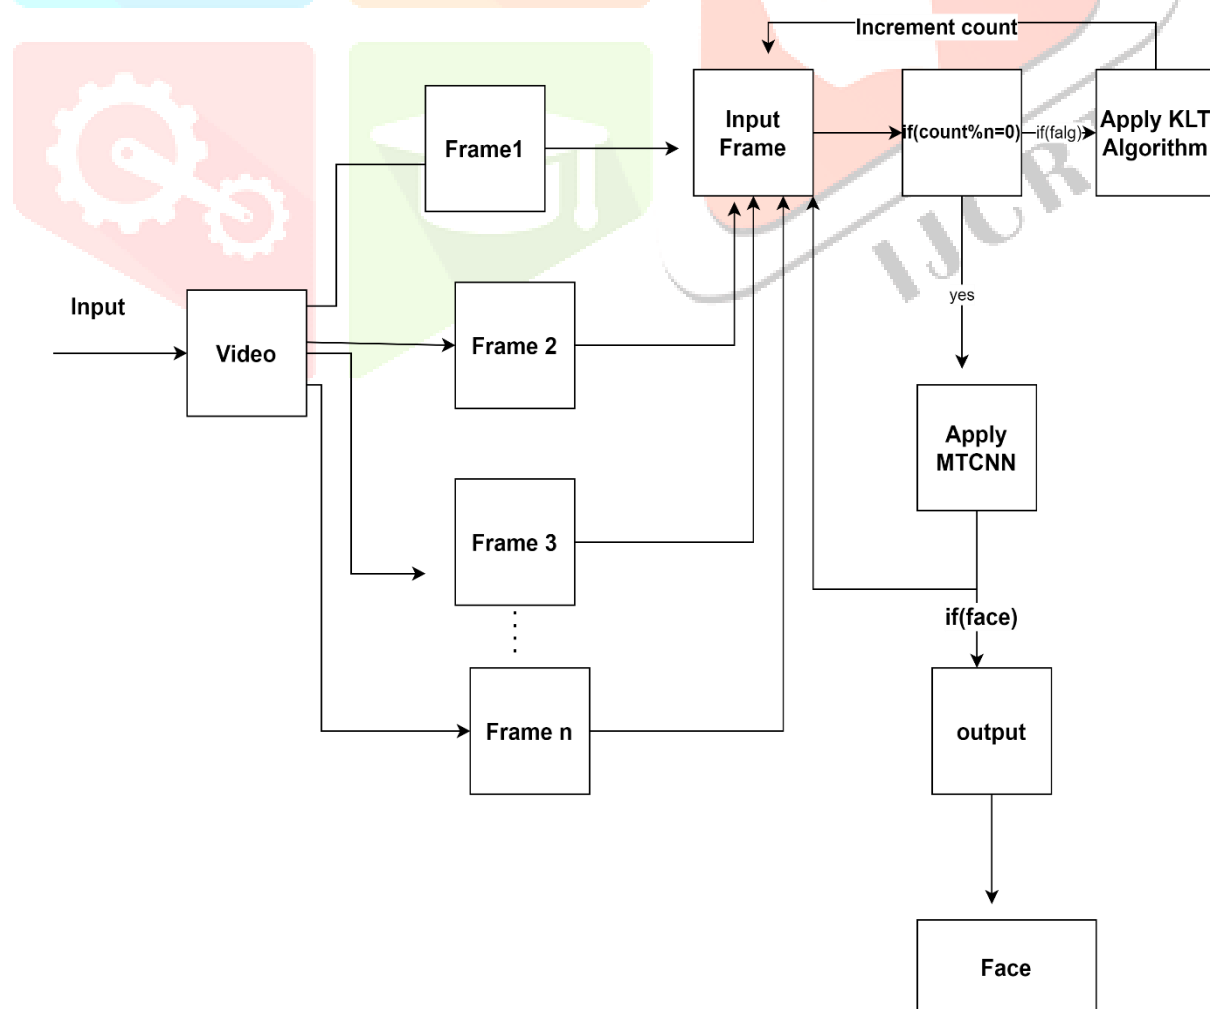 Increment count
Input
Frame
if(count%n=0)
if(falg)
Apply KLT
Algorithm
Frame1
IJCR
Input
Video
Frame 2
yes
Apply
MTCNN
Frame 3
if(face)
Frame n
output
Face